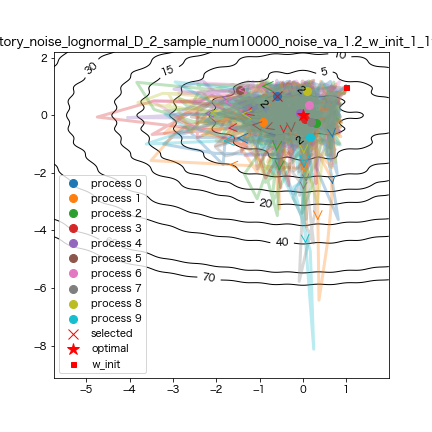 tory_noise_lognormal_D_2_sample_num10000_noise_va_1.2_w_init_1_1
70
30
15
5
2
2
2
20
40
70
2
0
−2
−4
−6
−8
−5
−4
−3
−2
−1
0
1
process 0
process 1
process 2
process 3
process 4
process 5
process 6
process 7
process 8
process 9
selected
optimal
w_init